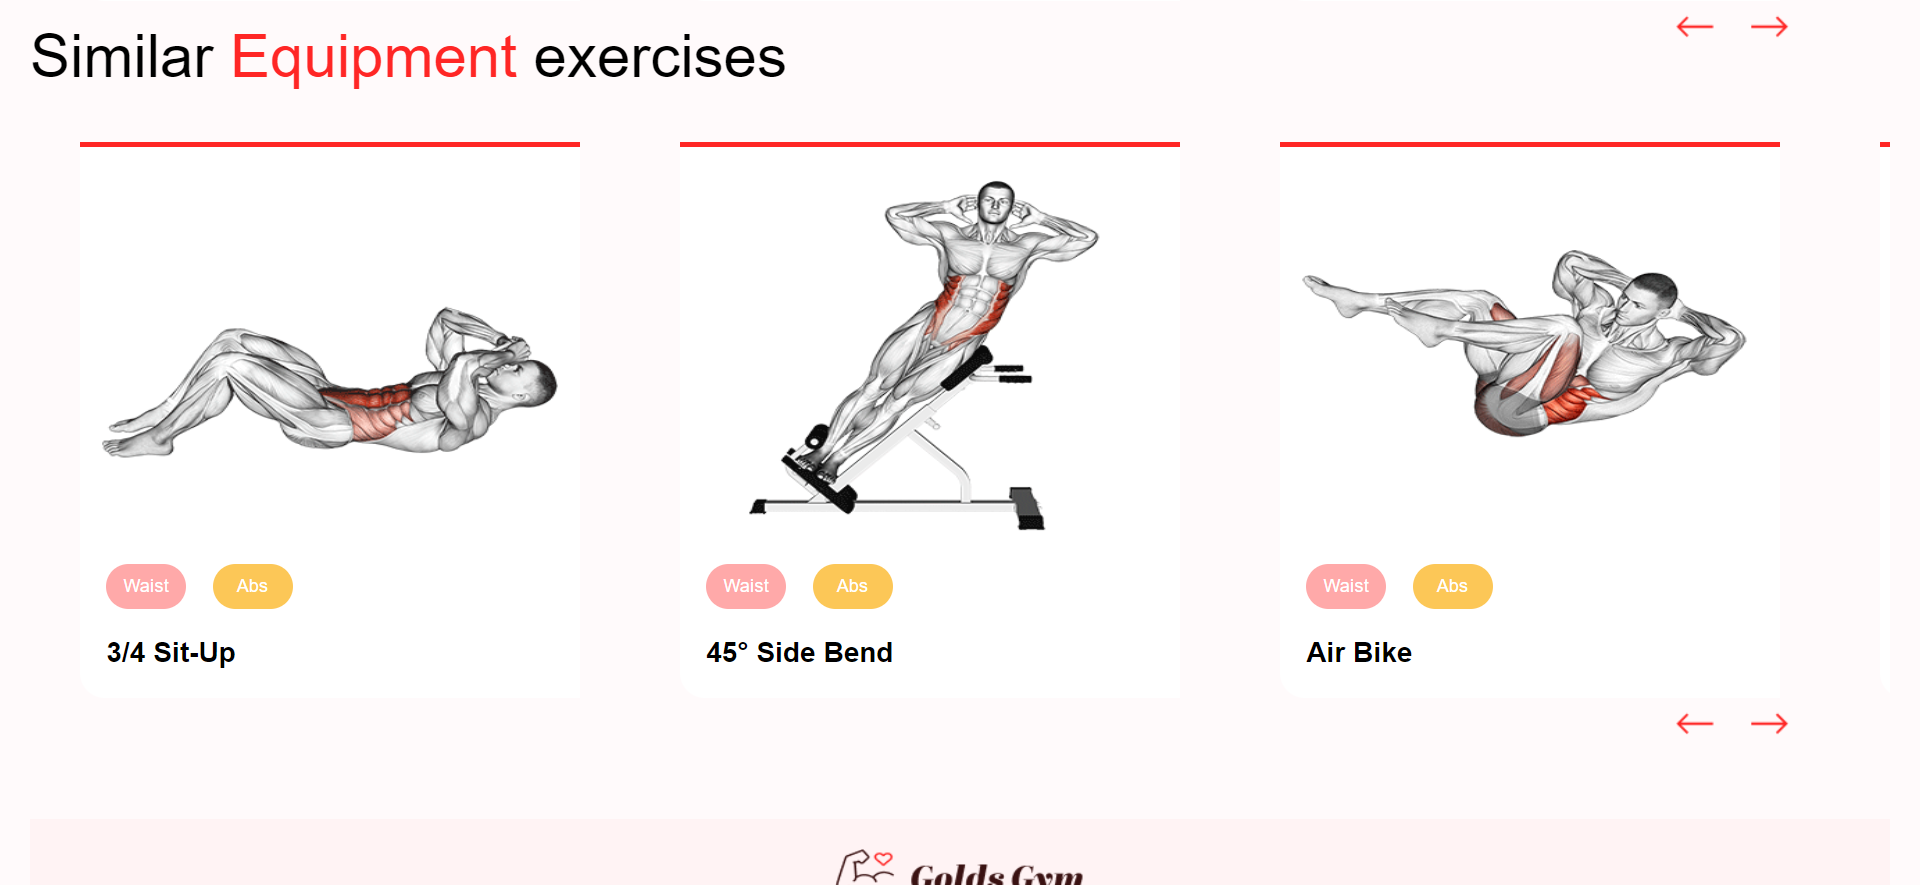 Similar Equipment exercises
Waist Abs
3/4 Sit-Up
Waist Abs
45° Side Bend
Waist Abs
Air Bike
Golds Gym